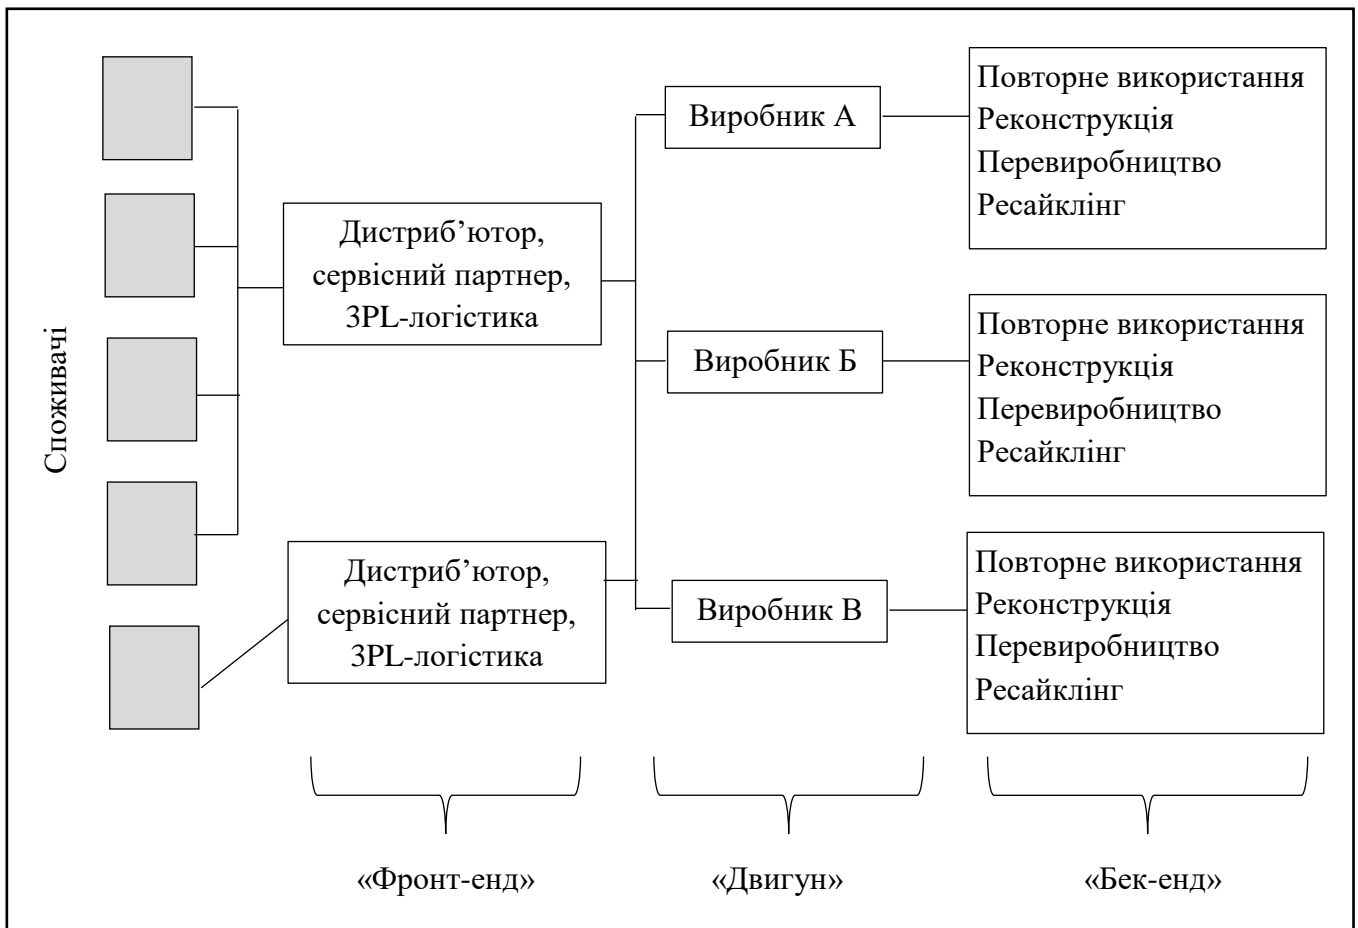 Споживачі
Дистриб’ютор,
сервісний партнер,
3PL-логістика
Дистриб’ютор,
сервісний партнер,
3PL-логістика
Виробник А
Виробник Б
Виробник В
Повторне використання
Реконструкція
Перевиробництво
Ресайклінг
Повторне використання
Реконструкція
Перевиробництво
Ресайклінг
Повторне використання
Реконструкція
Перевиробництво
Ресайклінг
«Фронт-енд»
«Двигун»
«Бек-енд»